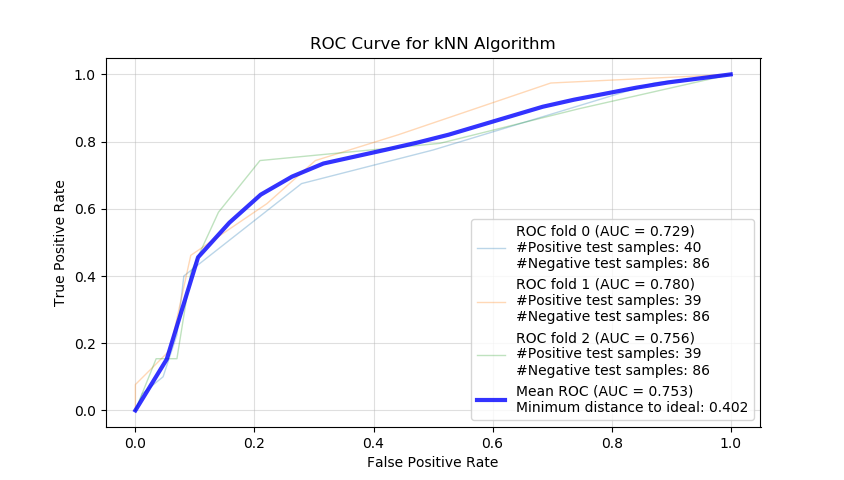 ROC Curve for kNN Algorithm
1.0
0.8
0.6
0.4
0.2
0.0
True Positive Rate
ROC fold 0 (AUC = 0.729)
#Positive test samples: 40
#Negative test samples: 86
ROC fold 1 (AUC = 0.780)
#Positive test samples: 39
#Negative test samples: 86
ROC fold 2 (AUC = 0.756)
#Positive test samples: 39
#Negative test samples: 86
Mean ROC (AUC = 0.753)
Minimum distance to ideal: 0.402
0.0 0.2 0.4 0.6 0.8 1.0
False Positive Rate